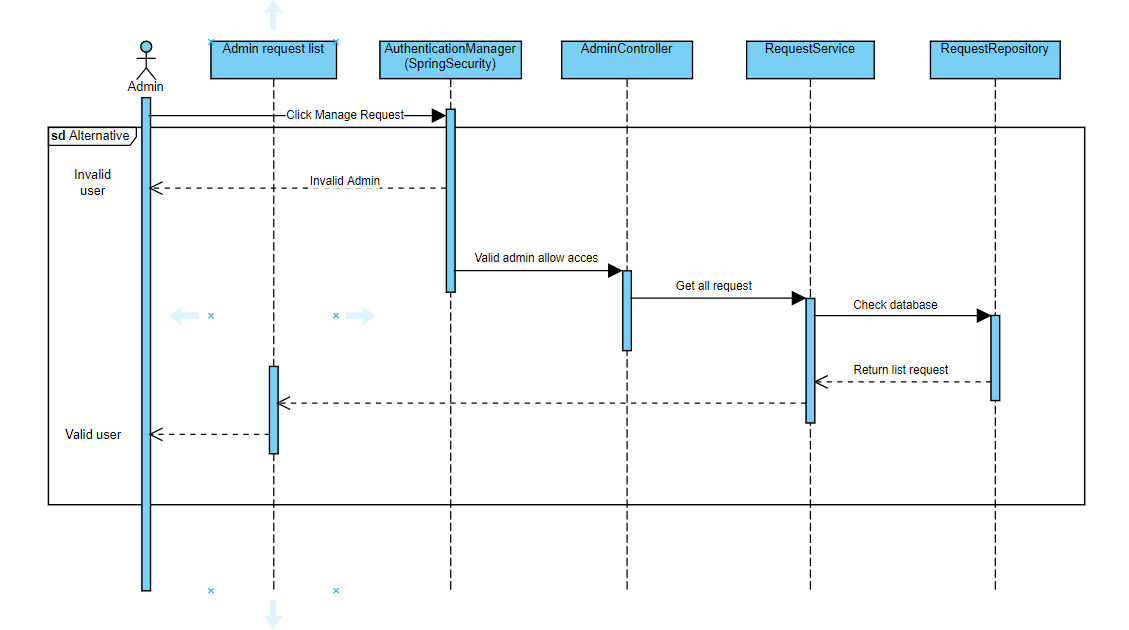 Admin request list
AuthenticationManager
(SpringSecurity)
AdminController
RequestService
RequestRepository
Admin
Click Manage Request
sd Alternative
Invalid
user
Invalid Admin
Valid admin allow acces
Get all request
Check database
Return list request
Valid user